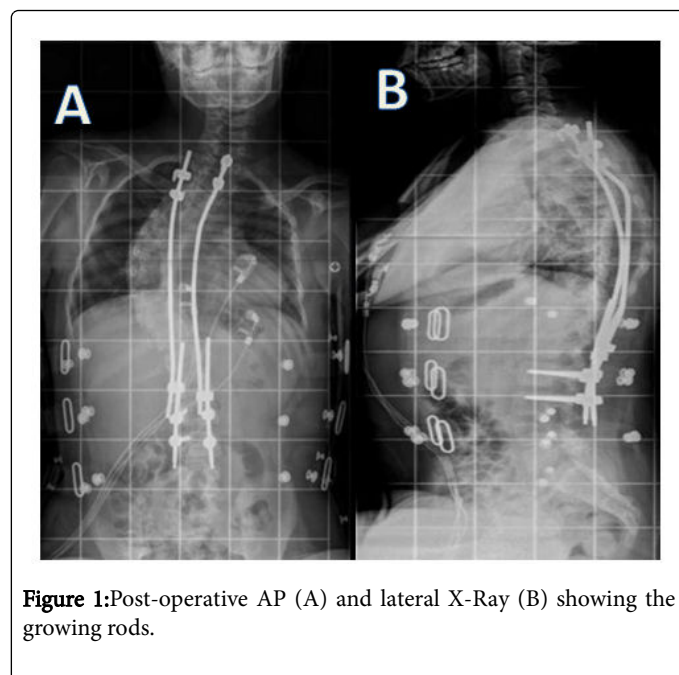 A
B
Figure 1:Post-operative AP (A) and lateral X-Ray (B) showing the
growing rods.